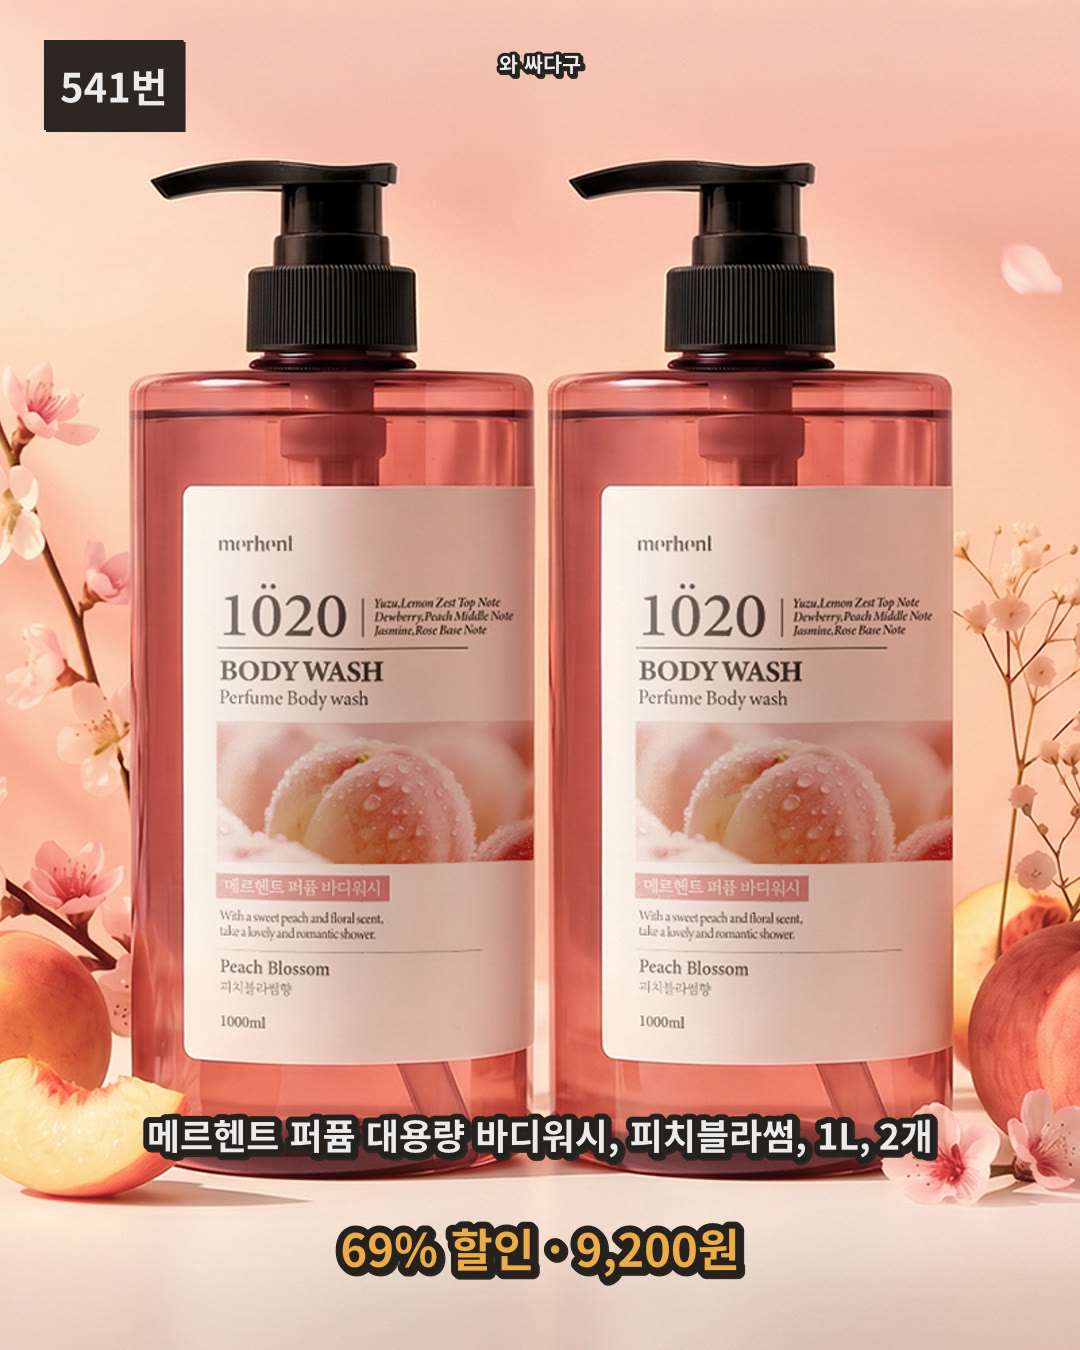 541번
와 싸다구
merhent
1ö20
Yuzu,Lemon Zest Top Note
Dewberry,Peach Middle Note
Jasmine,Rose Base Note
BODY WASH
Perfume Body wash
메르헨트 퍼퓸 바디워시
With a sweet peach and floral scent,
take a lovely and romantic shower.
Peach Blossom
피치블라썸향
1000ml
merhent
1ö20
Yuzu,Lemon Zest Top Note
Dewberry,Peach Middle Note
Jasmine,Rose Base Note
BODY WASH
Perfume Body wash
메르헨트 퍼퓸 바디워시
With a sweet peach and floral scent,
take a lovely and romantic shower.
Peach Blossom
피치블라썸향
1000ml
메르헨트 퍼퓸 대용량 바디워시, 피치블라썸, 1L, 2개
69% 할인 • 9,200원